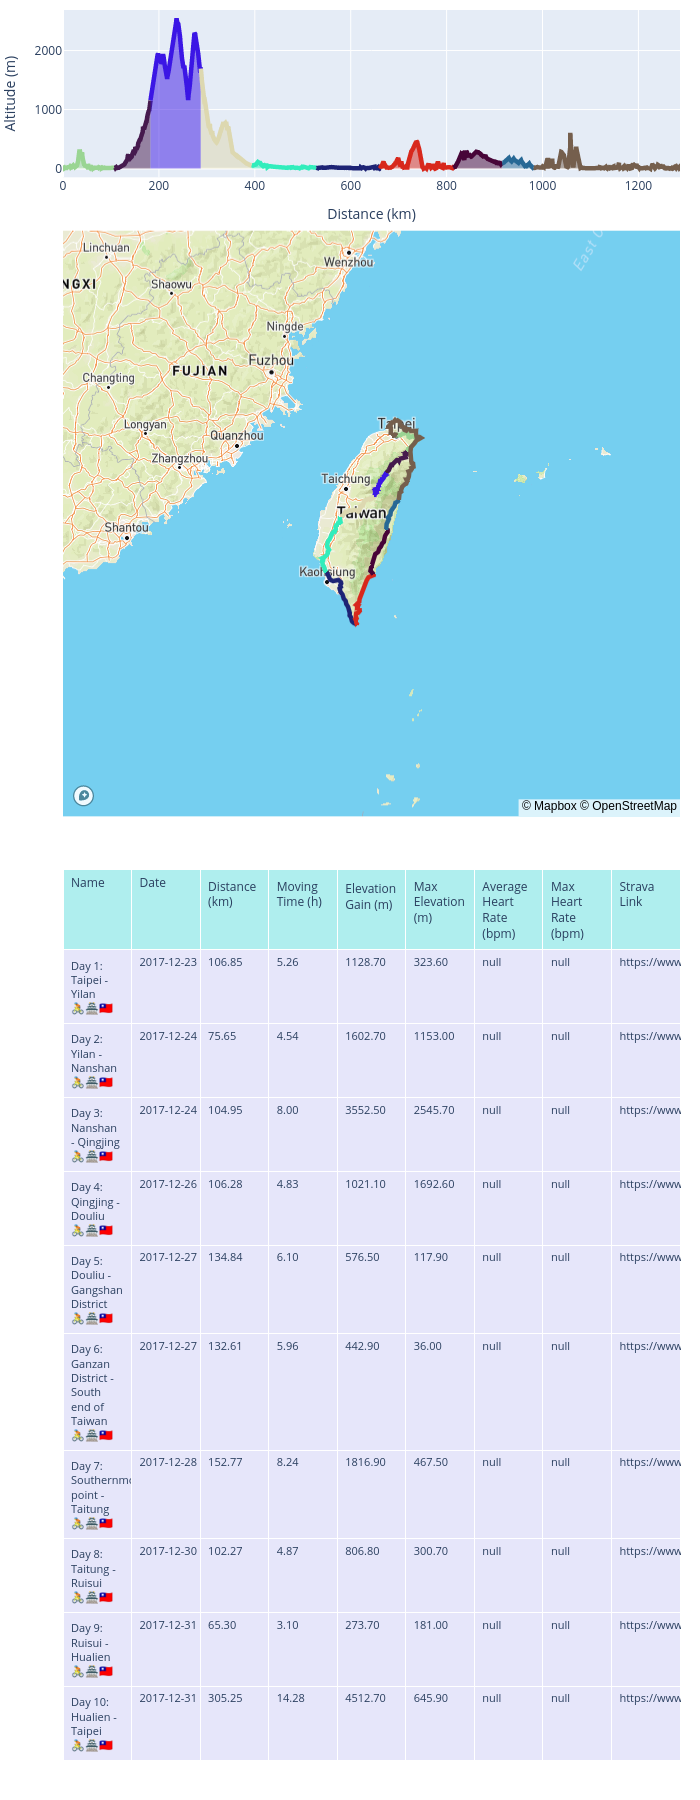 2000
1000
0
Altitude (m)
0
200
400
600
800
1000
1200
Distance (km)
Linchuan
Wenzhou
East
NGXI
Shaowu
Ningde
Fuzhou
FUJIAN
Changting
Longyan
Quanzhou
Zhangzhou
Taichung
Taiwan
Shantou
© Mapbox © OpenStreetMap
Name
Date
Distance
(km)
Moving
Time (h)
Elevation
Gain (m)
Max
Elevation
(m)
Average
Heart
Rate
(bpm)
Max
Heart
Rate
(bpm)
Strava
Link
Day 1:
Taipei -
Yilan
🚴🏯🇹🇼
2017-12-23
106.85
5.26
1128.70
323.60
null
null
https://www
Day 2:
Yilan -
Nanshan
🚴🏯🇹🇼
2017-12-24
75.65
4.54
1602.70
1153.00
null
null
https://www
Day 3:
Nanshan
- Qingjing
🚴🏯🇹🇼
2017-12-24
104.95
8.00
3552.50
2545.70
null
null
https://www
Day 4:
Qingjing -
Douliu
🚴🏯🇹🇼
2017-12-26
106.28
4.83
1021.10
1692.60
null
null
https://www
Day 5:
Douliu -
Gangshan
District
🚴🏯🇹🇼
2017-12-27
134.84
6.10
576.50
117.90
null
null
https://www
Day 6:
Ganzan
District -
South
end of
Taiwan
🚴🏯🇹🇼
2017-12-27
132.61
5.96
442.90
36.00
null
null
https://www
Day 7:
Southernmo
point -
Taitung
🚴🏯🇹🇼
2017-12-28
152.77
8.24
1816.90
467.50
null
null
https://www
Day 8:
Taitung -
Ruisui
🚴🏯🇹🇼
2017-12-30
102.27
4.87
806.80
300.70
null
null
https://www
Day 9:
Ruisui -
Hualien
🚴🏯🇹🇼
2017-12-31
65.30
3.10
273.70
181.00
null
null
https://www
Day 10:
Hualien -
Taipei
🚴🏯🇹🇼
2017-12-31
305.25
14.28
4512.70
645.90
null
null
https://www